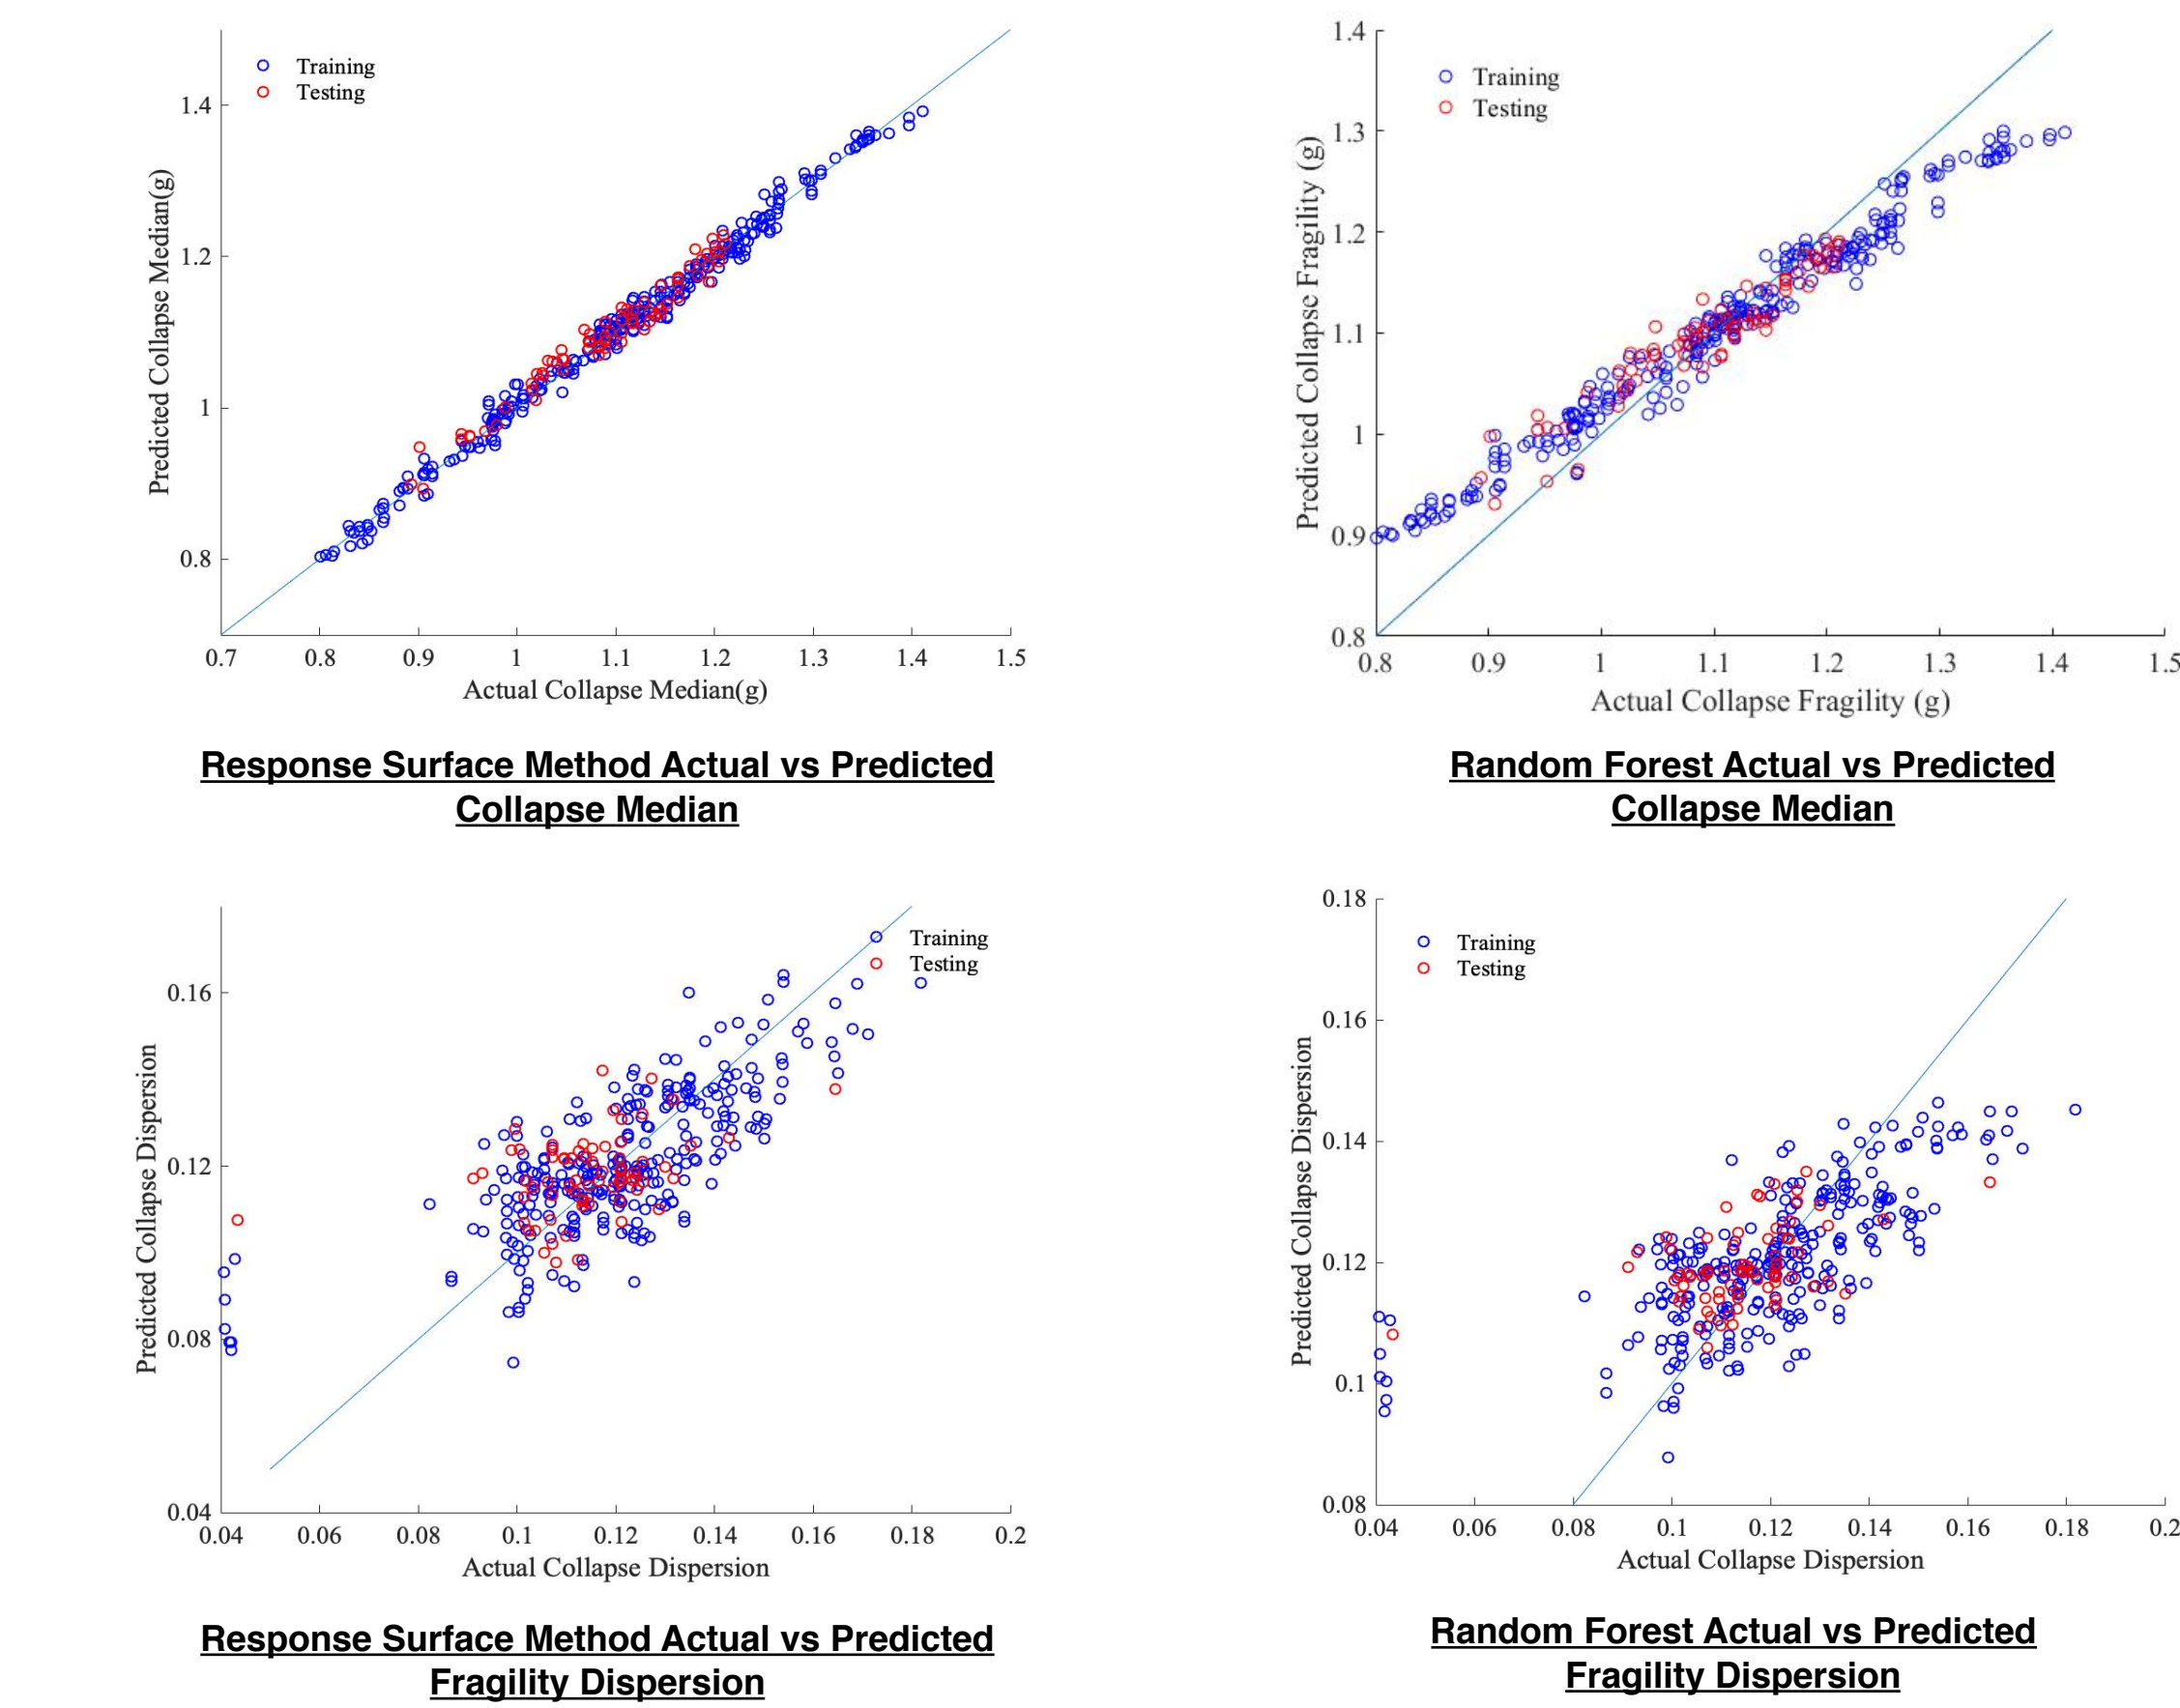 Training
Testing
1.4
1.2
1
0.8
0.7 0.8 0.9 1 1.1 1.2 1.3 1.4 1.5
Predicted Collapse Median(g)
Actual Collapse Median(g)
Response Surface Method Actual vs Predicted
Collapse Median
Training
Testing
1.4
1.3
1.2
1.1
1
0.9
0.8
0.8 0.9 1 1.1 1.2 1.3 1.4 1.5
Predicted Collapse Fragility (g)
Actual Collapse Fragility (g)
Random Forest Actual vs Predicted
Collapse Median
Training
Testing
0.16
0.12
0.08
0.04
0.04 0.06 0.08 0.1 0.12 0.14 0.16 0.18 0.2
Predicted Collapse Dispersion
Actual Collapse Dispersion
Response Surface Method Actual vs Predicted
Fragility Dispersion
Training
Testing
0.18
0.16
0.14
0.12
0.1
0.08
0.04 0.06 0.08 0.1 0.12 0.14 0.16 0.18 0.2
Predicted Collapse Dispersion
Actual Collapse Dispersion
Random Forest Actual vs Predicted
Fragility Dispersion